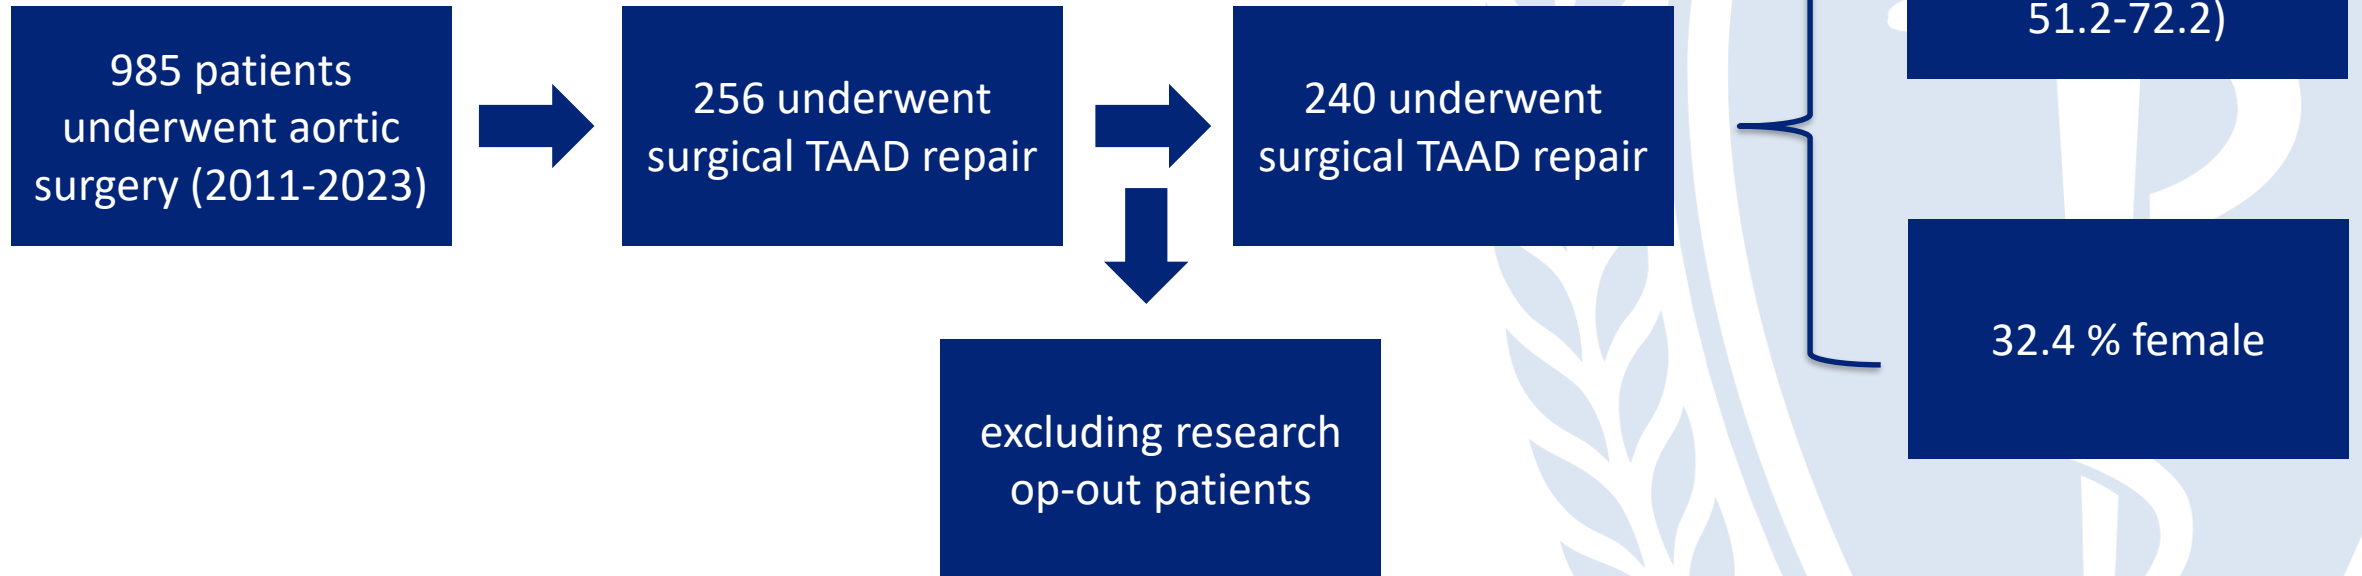 985 patients
underwent aortic
surgery (2011-2023)
256 underwent
surgical TAAD repair
240 underwent
surgical TAAD repair
51.2-72.2)
32.4 % female
excluding research
op-out patients